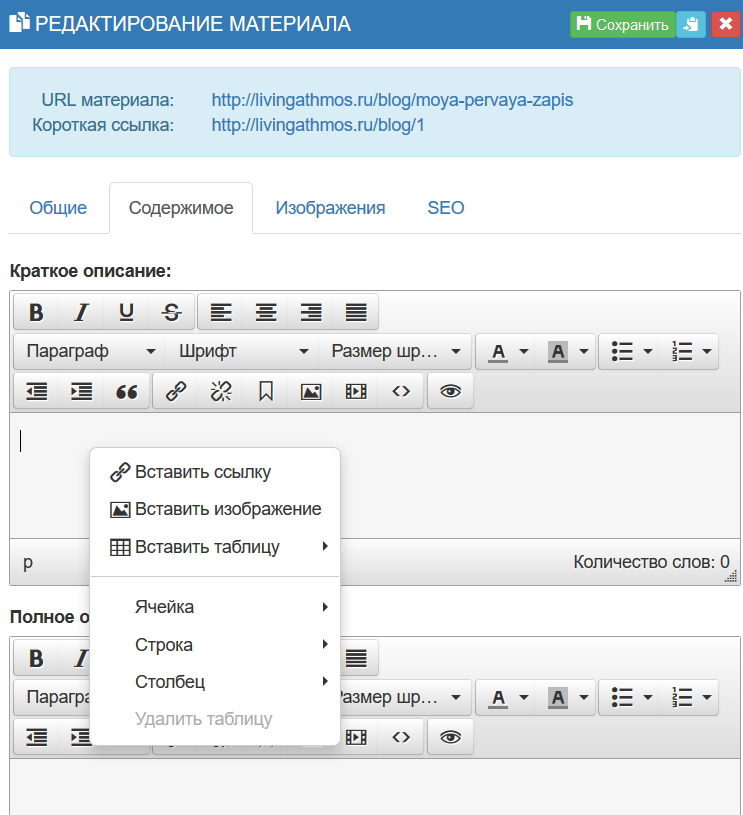 РЕДАКТИРОВАНИЕ МАТЕРИАЛА
Сохранить
URL материала: http://livingathmos.ru/blog/moya-pervaya-zapis
Короткая ссылка: http://livingathmos.ru/blog/1
Общие Содержимое Изображения SEO
Краткое описание:
B I U S
Параграф Шрифт Размер шр... A A
Вставить ссылку
Вставить изображение
Вставить таблицу
p Количество слов: 0
Ячейка
Полное о
Строка
B I
Столбец
Парагра Размер шр... A A
Удалить таблицу